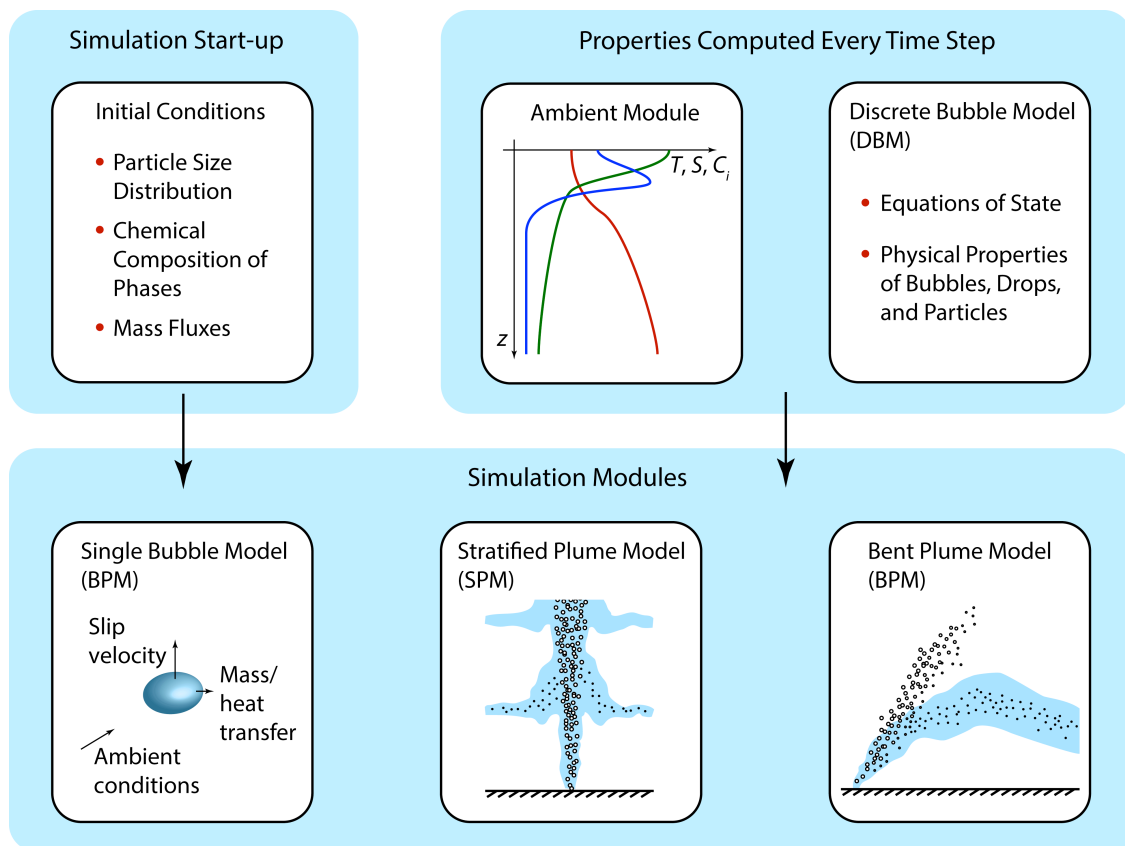 Simulation Start-up
Initial Conditions
• Particle Size
Distribution
• Chemical
Composition of
Phases
• Mass Fluxes
Properties Computed Every Time Step
Ambient Module
T, S, C_i
z
Discrete Bubble Model
(DBM)
• Equations of State
• Physical Properties
of Bubbles, Drops,
and Particles
Simulation Modules
Single Bubble Model
(BPM)
Slip
velocity
Mass/
heat
transfer
Ambient
conditions
Stratified Plume Model
(SPM)
Bent Plume Model
(BPM)